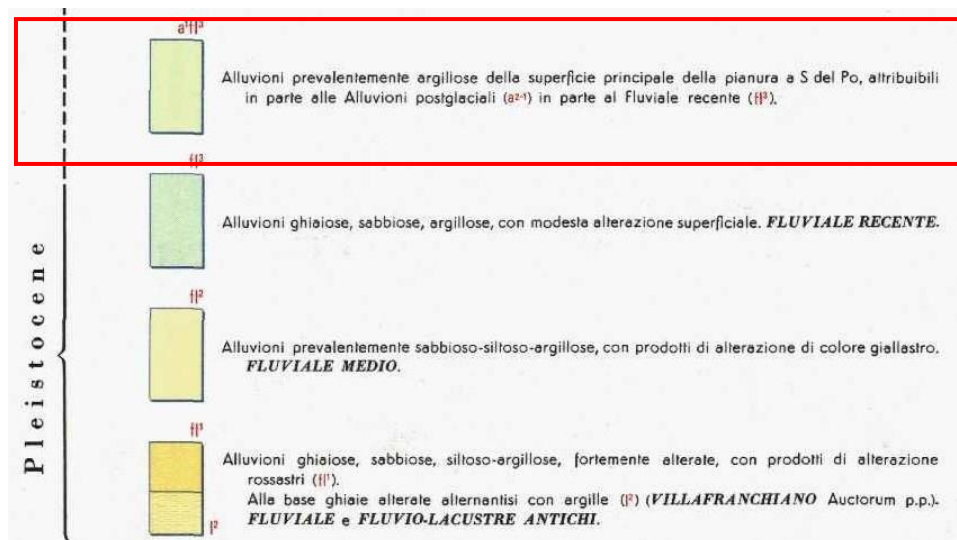 a¹fl³
Alluvioni prevalentemente argillose della superficie principale della pianura a S del Po, attribuibili
in parte alle Alluvioni postglaciali (a²⁻¹) in parte al Fluviale recente (fl³).
fl³
Alluvioni ghiaiose, sabbiose, argillose, con modesta alterazione superficiale. FLUVIALE RECENTE.
Pleistocene
fl²
Alluvioni prevalentemente sabbioso-siltoso-argillose, con prodotti di alterazione di colore giallastro.
FLUVIALE MEDIO.
fl¹
Alluvioni ghiaiose, sabbiose, siltoso-argillose, fortemente alterate, con prodotti di alterazione
rossastri (fl¹).
Alla base ghiaie alterate alternantisi con argille (l²) (VILLAFRANCHIANO Auctorum p.p.).
FLUVIALE e FLUVIO-LACUSTRE ANTICHI.
l²